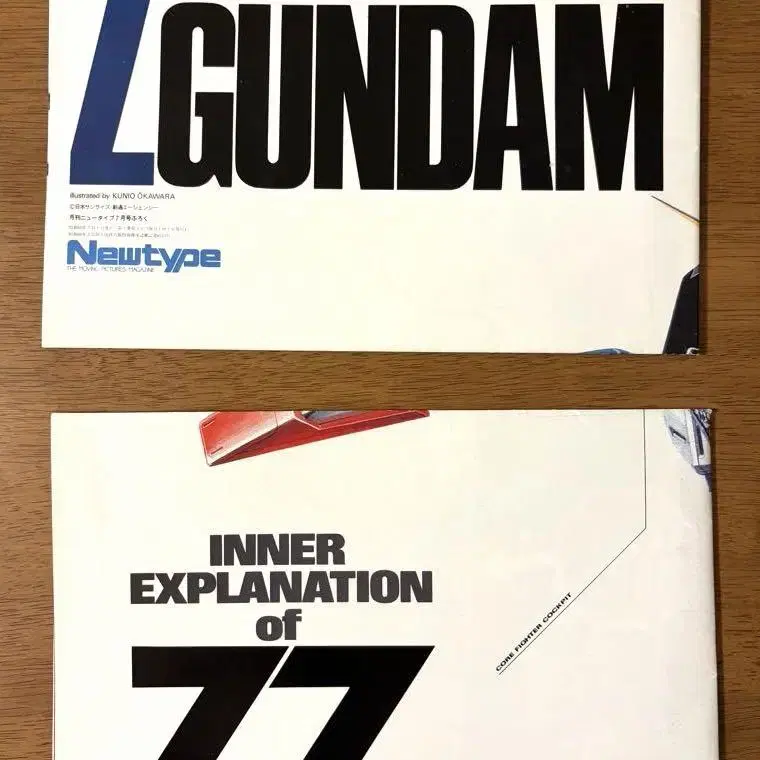 Z GUNDAM
illustrated by KUNIO ŌKAWARA
©日本サンライズ・創通エージェンシー
月刊ニュータイプ7月号ふろく
Newtype
THE MOVING PICTURES MAGAZINE
INNER
EXPLANATION
of
ZZ
CORE FIGHTER COCKPIT